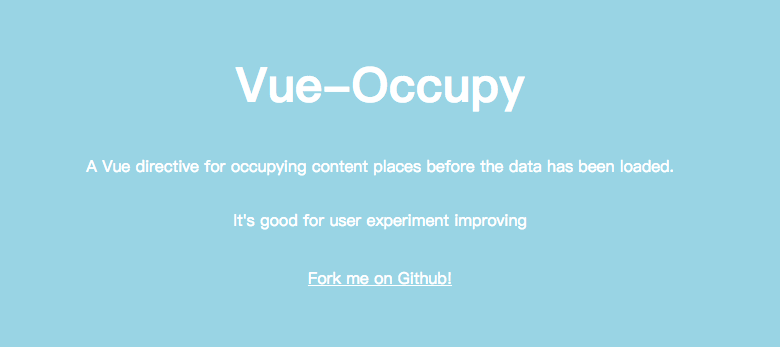 Vue-Occupy
A Vue directive for occupying content places before the data has been loaded.
It's good for user experiment improving
Fork me on Github!